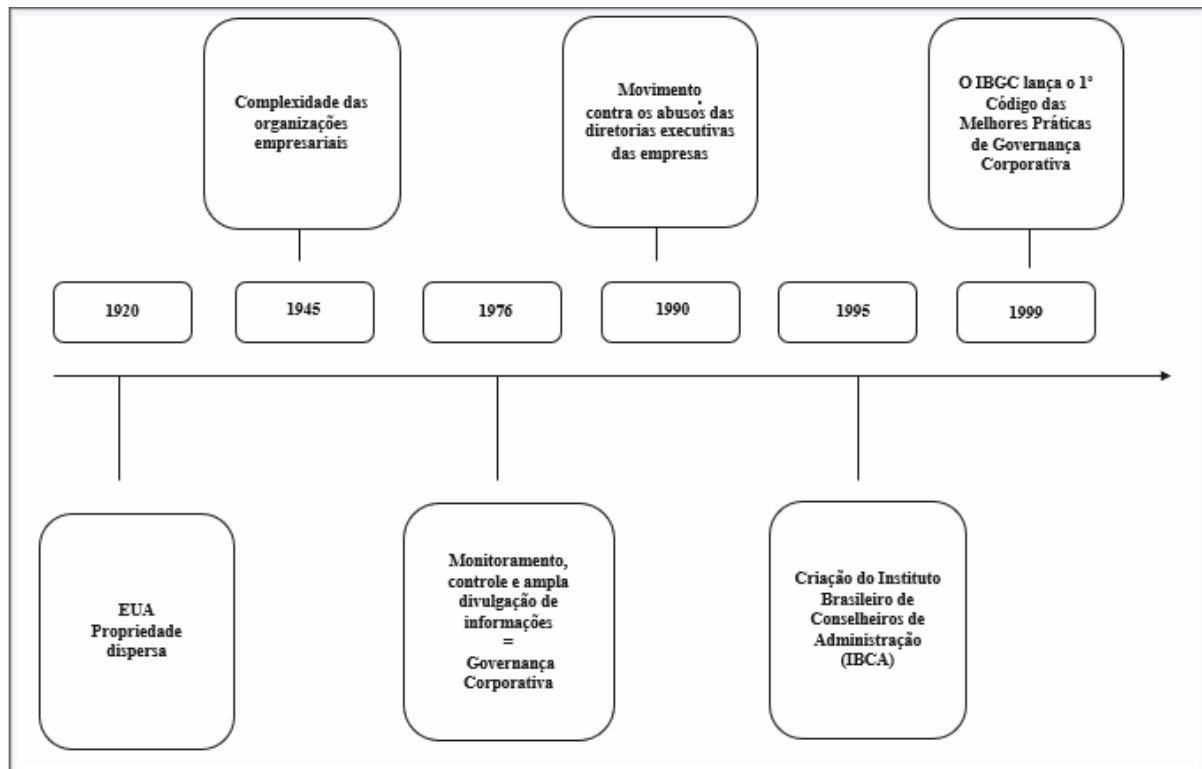 Complexidade das
organizações
empresariais
Movimento
contra os abusos das
diretorias executivas
das empresas
O IBGC lança o 1º
Código das
Melhores Práticas
de Governança
Corporativa
1920
1945
1976
1990
1995
1999
EUA
Propriedade
dispersa
Monitoramento,
controle e ampla
divulgação de
informações
=
Governança
Corporativa
Criação do Instituto
Brasileiro de
Conselheiros de
Administração
(IBCA)